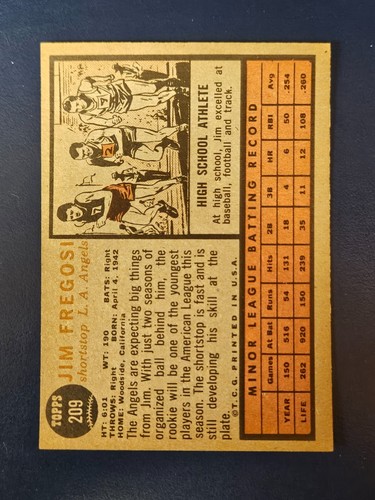 TOPPS
209
JIM FREGOSI
shortstop L. A. Angels
HT: 6:01 WT: 190 BATS: Right
THROWS: Right BORN: April 4, 1942
HOME: Woodside, California
The Angels are expecting big things
from Jim. With just two seasons of
organized ball behind him, the
rookie will be one of the youngest
players in the American League this
season. The shortstop is fast and is
still developing his skill at the
plate.
HIGH SCHOOL ATHLETE
At high school, Jim excelled at
baseball, football and track.
©T.C.G. PRINTED IN U.S.A.
MINOR LEAGUE BATTING RECORD
Games At Bat Runs Hits 2B 3B HR RBI Avg
YEAR 150 516 54 131 18 4 6 50 .254
LIFE 262 920 150 239 35 11 12 108 .260